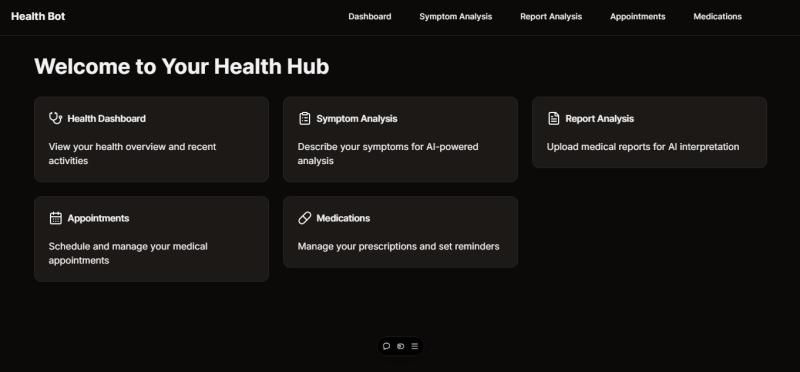 Health Bot
Dashboard
Symptom Analysis
Report Analysis
Appointments
Medications
Welcome to Your Health Hub
Health Dashboard
View your health overview and recent
activities
Symptom Analysis
Describe your symptoms for AI-powered
analysis
Report Analysis
Upload medical reports for AI interpretation
Appointments
Schedule and manage your medical
appointments
Medications
Manage your prescriptions and set reminders